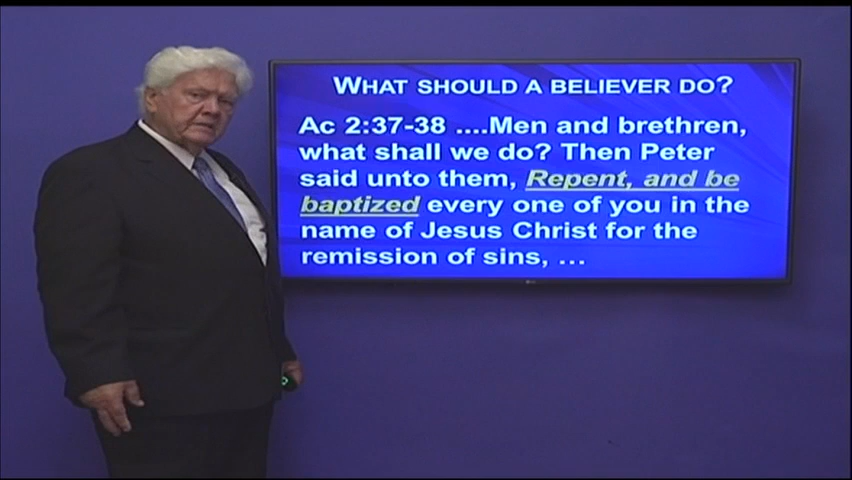 WHAT SHOULD A BELIEVER DO?
Ac 2:37-38 ....Men and brethren,
what shall we do? Then Peter
said unto them, Repent, and be
baptized every one of you in the
name of Jesus Christ for the
remission of sins, ...